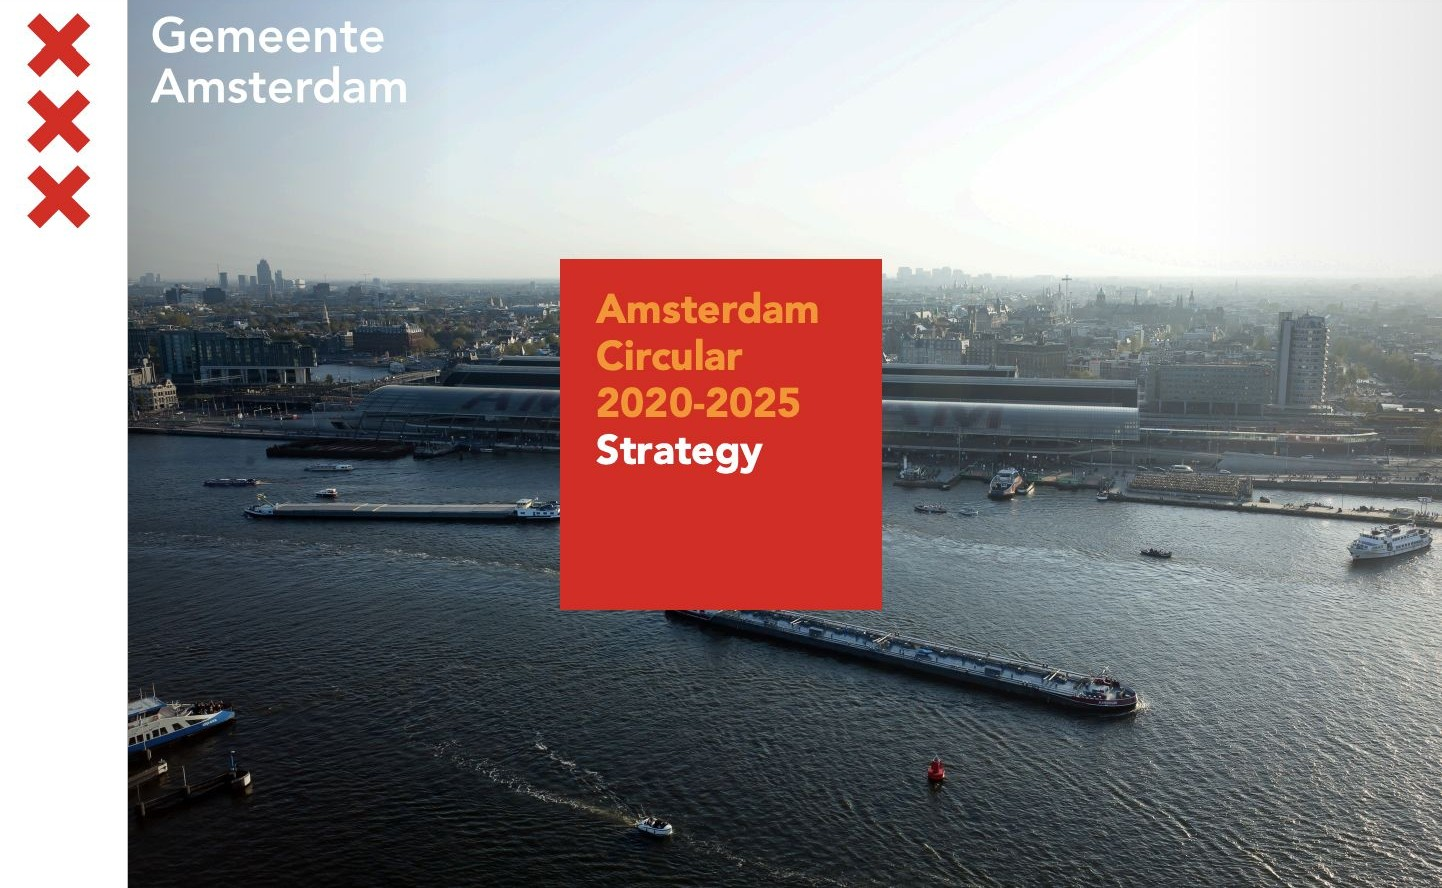 Gemeente
Amsterdam
Amsterdam
Circular
2020-2025
Strategy